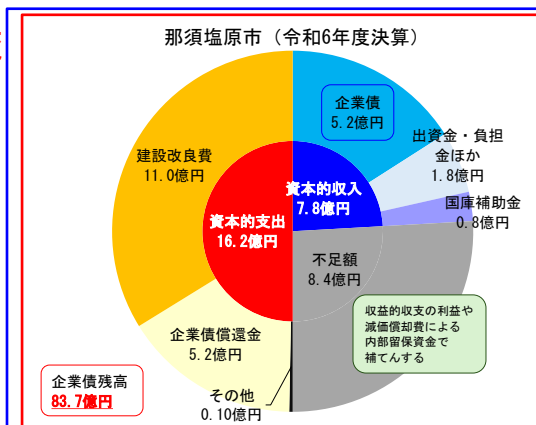 那須塩原市（令和6年度決算）
企業債
5.2億円
出資金・負担
金ほか
1.8億円
国庫補助金
0.8億円
資本的収入
7.8億円
不足額
8.4億円
収益的収支の利益や
減価償却費による
内部留保資金で
補てんする
建設改良費
11.0億円
資本的支出
16.2億円
企業債償還金
5.2億円
その他
0.10億円
企業債残高
83.7億円